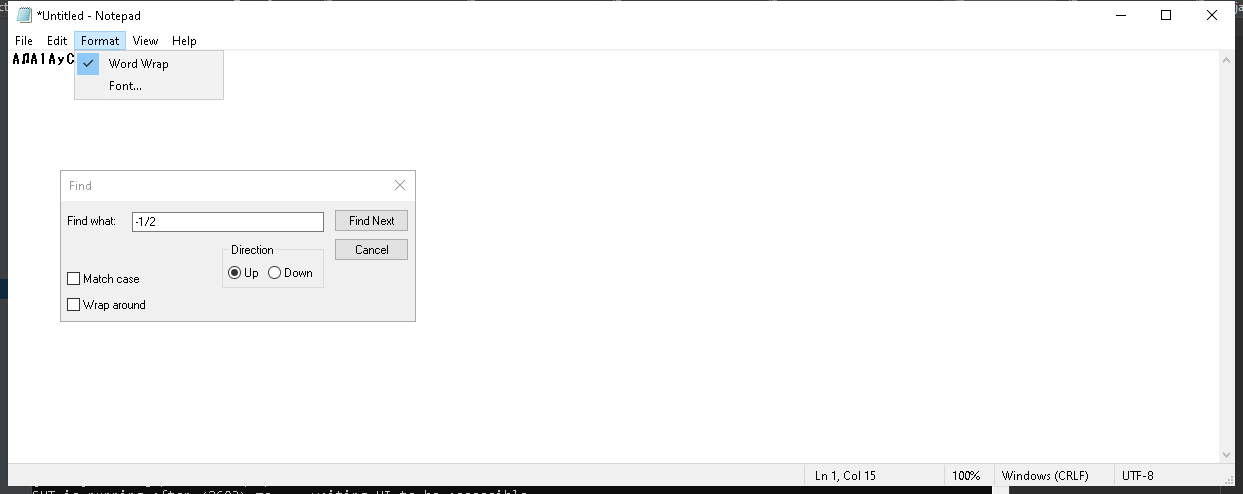 *Untitled - Notepad
File Edit Format View Help
Word Wrap
Font...
Find
Find what: -1/2 Find Next
Direction Cancel
Up Down
Match case
Wrap around
Ln 1, Col 15 100% Windows (CRLF) UTF-8